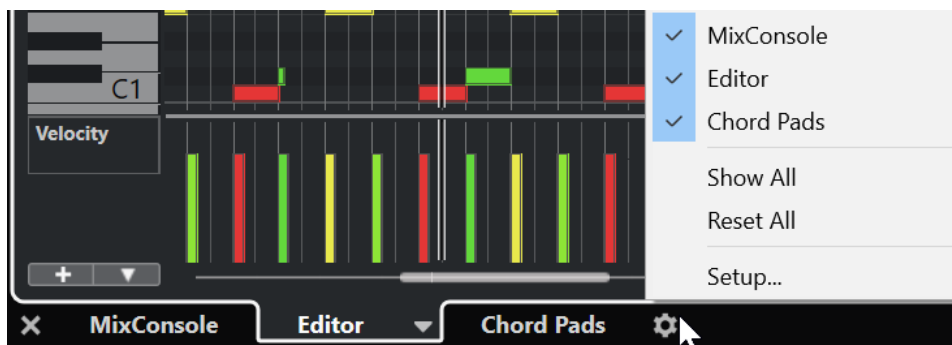 C1
Velocity
MixConsole
Editor
Chord Pads
Show All
Reset All
Setup...
MixConsole Editor Chord Pads